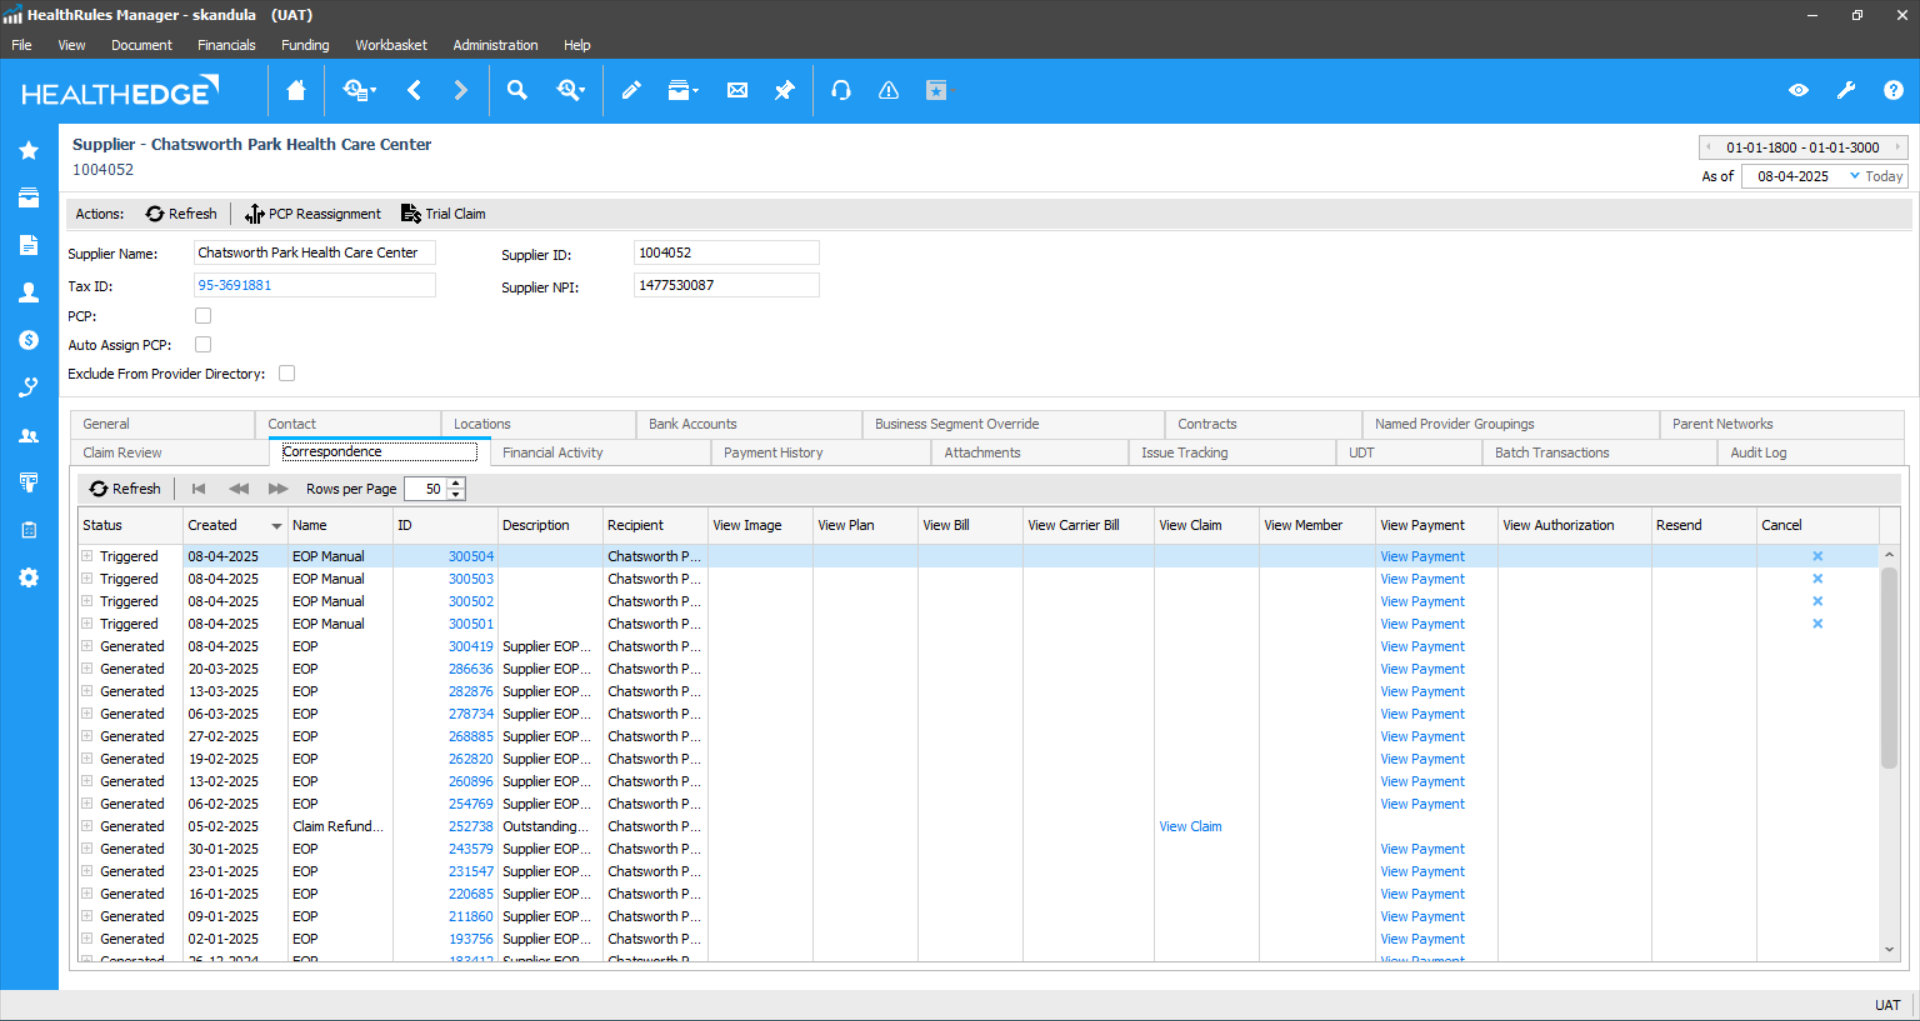 HealthRules Manager - skandula (UAT)
File View Document Financials Funding Workbasket Administration Help
HEALTHEDGE
Supplier - Chatsworth Park Health Care Center
1004052
01-01-1800 - 01-01-3000
As of 08-04-2025 Today
Actions: Refresh PCP Reassignment Trial Claim
Supplier Name: Chatsworth Park Health Care Center Supplier ID: 1004052
Tax ID: 95-3691881 Supplier NPI: 1477530087
PCP:
Auto Assign PCP:
Exclude From Provider Directory:
General Contact Locations Bank Accounts Business Segment Override Contracts Named Provider Groupings Parent Networks
Claim Review Correspondence Financial Activity Payment History Attachments Issue Tracking UDT Batch Transactions Audit Log
Refresh Rows per Page 50
Status Created Name ID Description Recipient View Image View Plan View Bill View Carrier Bill View Claim View Member View Payment View Authorization Resend Cancel
Triggered 08-04-2025 EOP Manual 300504 Chatsworth P... View Payment
Triggered 08-04-2025 EOP Manual 300503 Chatsworth P... View Payment
Triggered 08-04-2025 EOP Manual 300502 Chatsworth P... View Payment
Triggered 08-04-2025 EOP Manual 300501 Chatsworth P... View Payment
Generated 08-04-2025 EOP 300419 Supplier EOP... Chatsworth P... View Payment
Generated 20-03-2025 EOP 286636 Supplier EOP... Chatsworth P... View Payment
Generated 13-03-2025 EOP 282876 Supplier EOP... Chatsworth P... View Payment
Generated 06-03-2025 EOP 278734 Supplier EOP... Chatsworth P... View Payment
Generated 27-02-2025 EOP 268885 Supplier EOP... Chatsworth P... View Payment
Generated 19-02-2025 EOP 262820 Supplier EOP... Chatsworth P... View Payment
Generated 13-02-2025 EOP 260896 Supplier EOP... Chatsworth P... View Payment
Generated 06-02-2025 EOP 254769 Supplier EOP... Chatsworth P... View Payment
Generated 05-02-2025 Claim Refund... 252738 Outstanding... Chatsworth P... View Claim
Generated 30-01-2025 EOP 243579 Supplier EOP... Chatsworth P... View Payment
Generated 23-01-2025 EOP 231547 Supplier EOP... Chatsworth P... View Payment
Generated 16-01-2025 EOP 220685 Supplier EOP... Chatsworth P... View Payment
Generated 09-01-2025 EOP 211860 Supplier EOP... Chatsworth P... View Payment
Generated 02-01-2025 EOP 193756 Supplier EOP... Chatsworth P... View Payment
Generated 26-12-2024 EOP 183412 Supplier EOP... Chatsworth P... View Payment
UAT